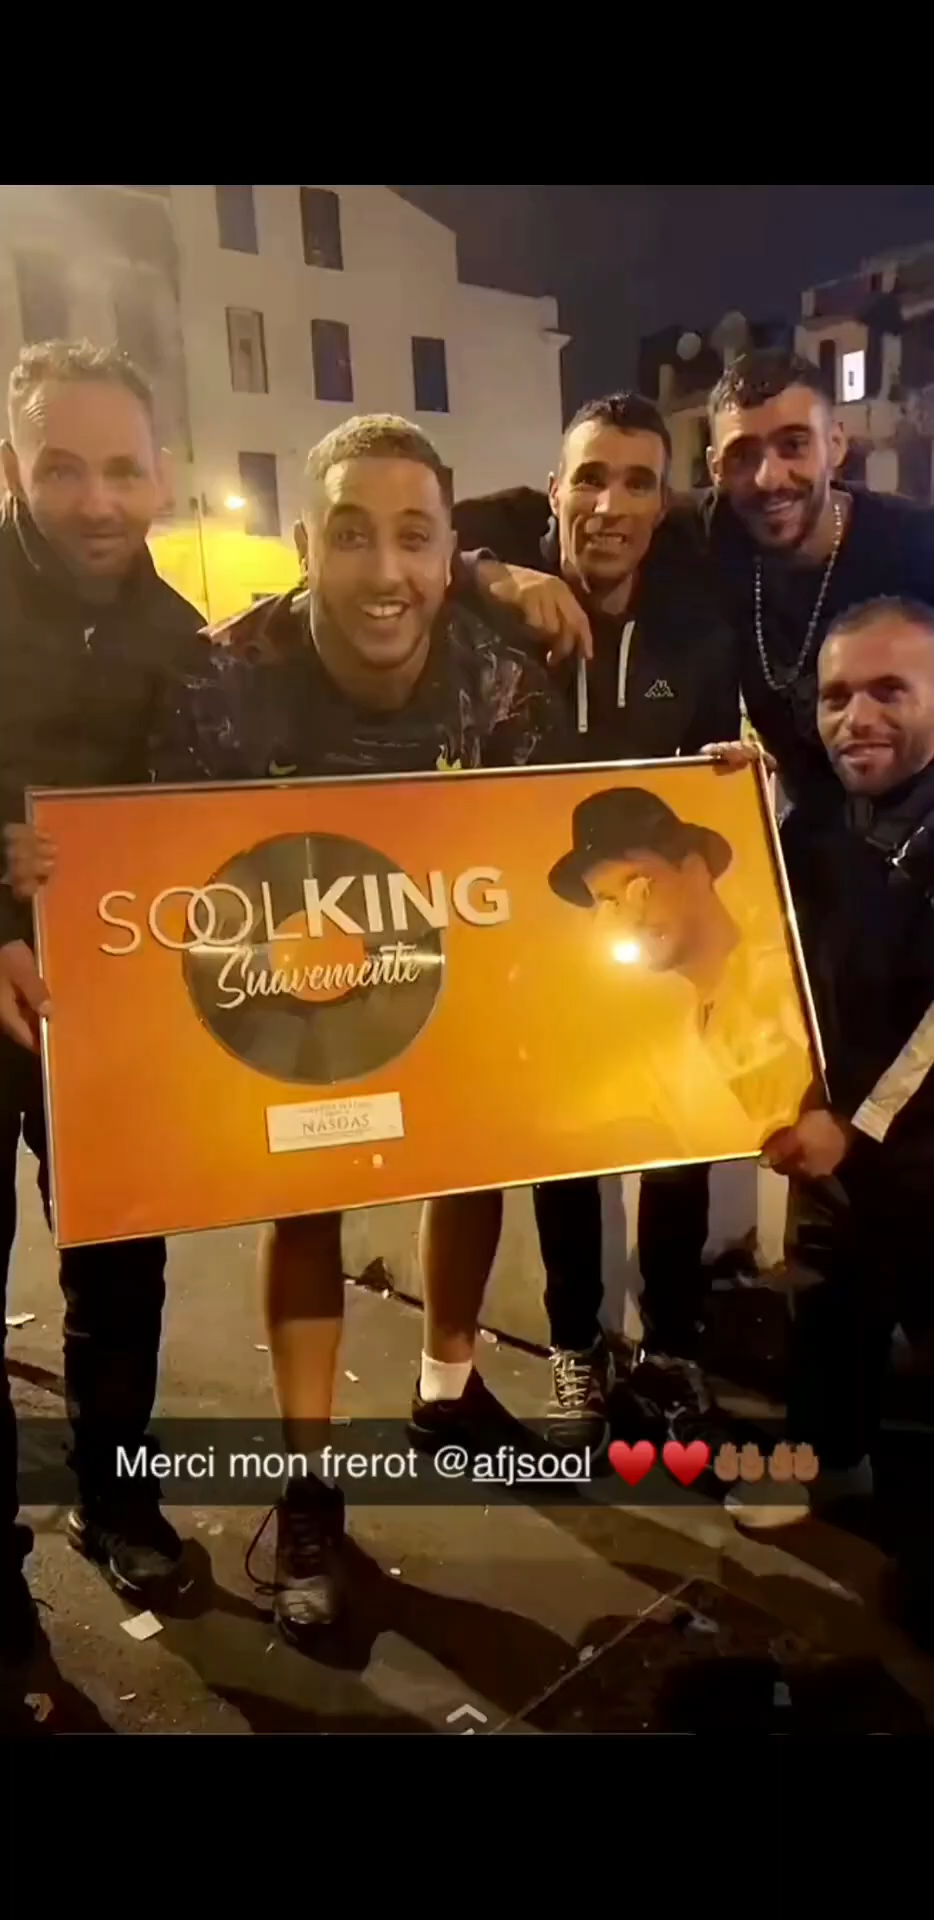 SOOLKING
Suavemente
NASDAS
Merci mon frerot @afjsool ❤️❤️🤲🏽🤲🏽